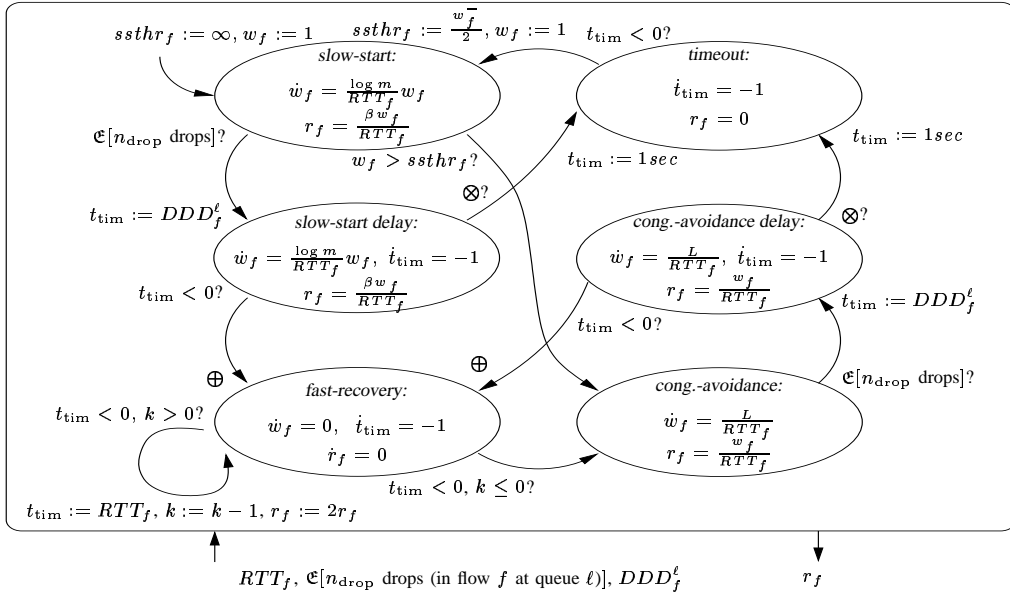 ssthr_f := ∞, w_f := 1
ssthr_f := w_f^-/2, w_f := 1
t_tim < 0?
slow-start:
ẇ_f = log m/RTT_f w_f
r_f = βw_f/RTT_f
timeout:
ṫ_tim = −1
r_f = 0
𝔈[n_drop drops]?
w_f > ssthr_f?
t_tim := 1sec
t_tim := 1sec
⊗?
⊗?
t_tim := DDD_f^ℓ
slow-start delay:
ẇ_f = log m/RTT_f w_f, ṫ_tim = −1
r_f = βw_f/RTT_f
cong.-avoidance delay:
ẇ_f = L/RTT_f, ṫ_tim = −1
r_f = w_f/RTT_f
t_tim < 0?
t_tim < 0?
t_tim := DDD_f^ℓ
⊕
⊕
𝔈[n_drop drops]?
fast-recovery:
ẇ_f = 0, ṫ_tim = −1
ṙ_f = 0
cong.-avoidance:
ẇ_f = L/RTT_f
r_f = w_f/RTT_f
t_tim < 0, k > 0?
t_tim < 0, k ≤ 0?
t_tim := RTT_f, k := k − 1, r_f := 2r_f
RTT_f, 𝔈[n_drop drops (in flow f at queue ℓ)], DDD_f^ℓ
r_f